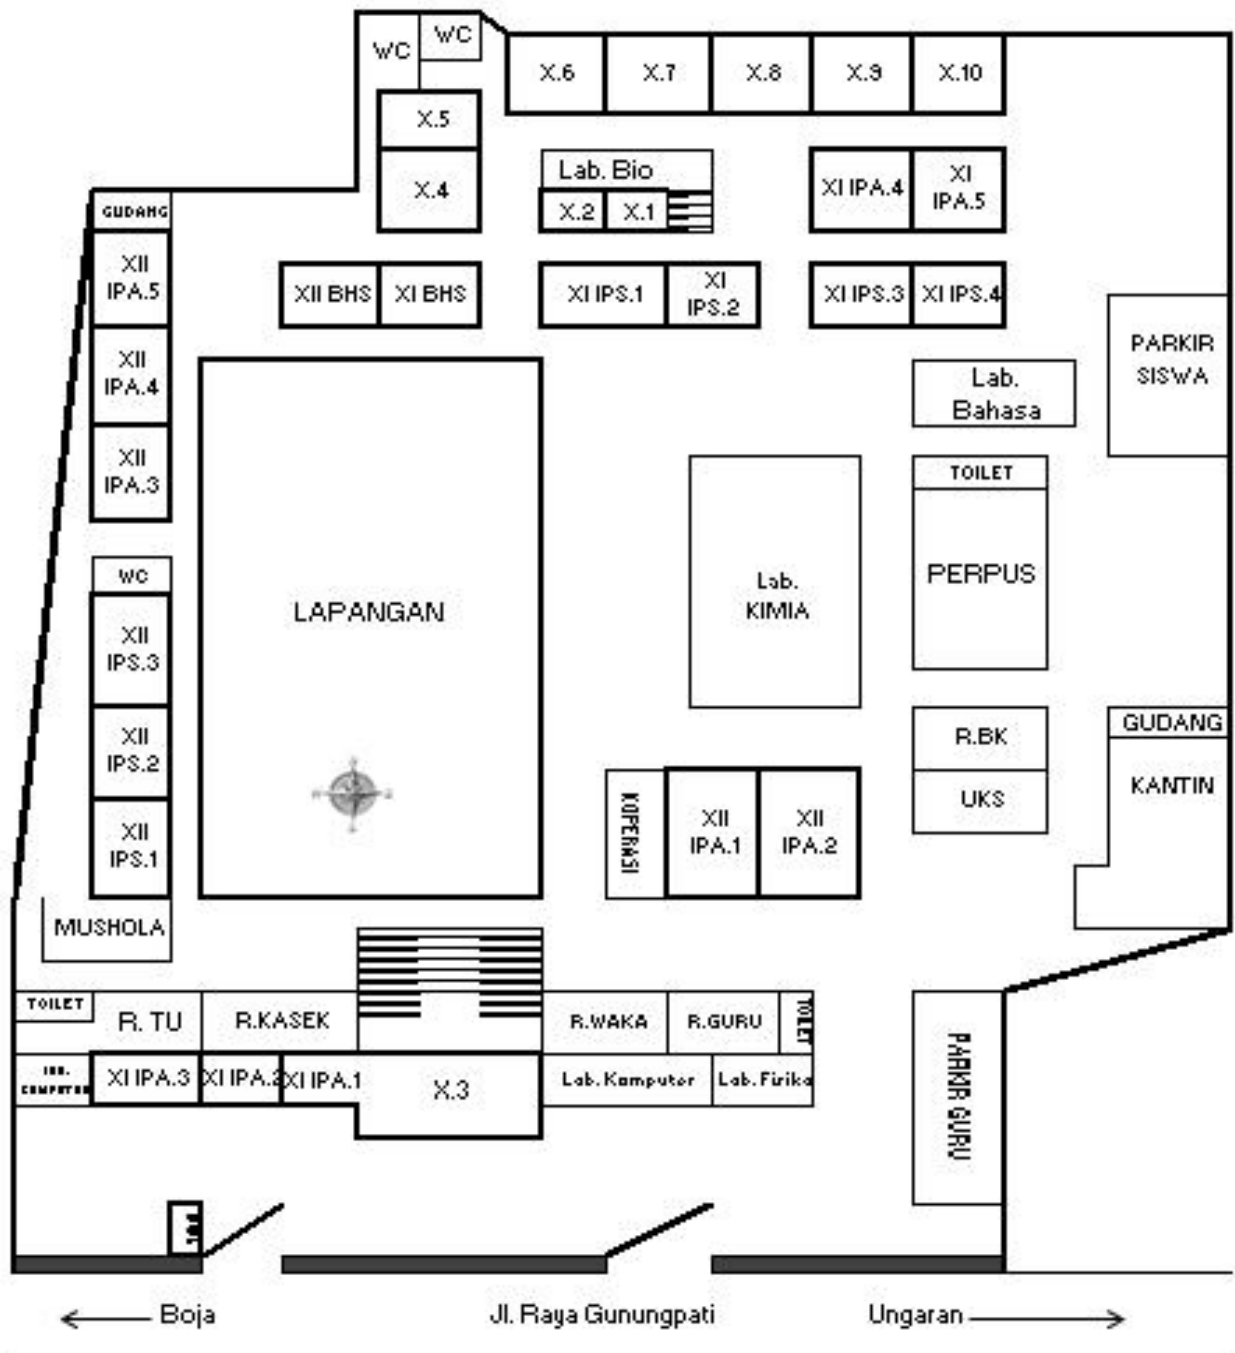 WC
WC
X.6
X.7
X.8
X.9
X.10
X.5
X.4
Lab. Bio
X.2
X.1
XI IPA.4
XI
IPA.5
GUDANG
XII
IPA.5
XII BHS
XI BHS
XI IPS.1
XI
IPS.2
XI IPS.3
XI IPS.4
PARKIR
SISWA
XII
IPA.4
Lab.
Bahasa
XII
IPA.3
TOILET
WC
LAPANGAN
Lab.
KIMIA
PERPUS
XII
IPS.3
XII
IPS.2
R.BK
GUDANG
KANTIN
UKS
KOPERASI
XII
IPA.1
XII
IPA.2
XII
IPS.1
MUSHOLA
TOILET
R. TU
R.KASEK
R.WAKA
R.GURU
TOILET
PARKIR GURU
COMPUTER
XI IPA.3
XI IPA.2
XI IPA.1
X.3
Lab. Komputer
Lab. Fisika
Boja
Jl. Raya Gunungpati
Ungaran